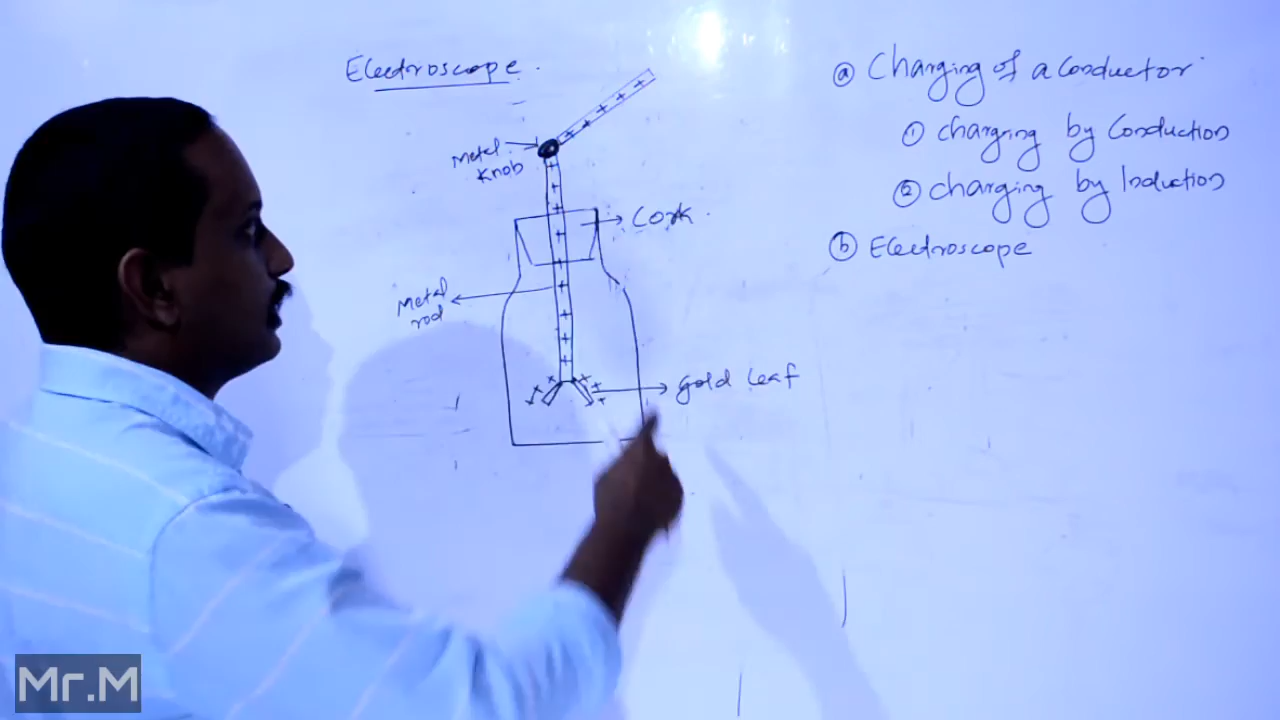 Electroscope.
Metal
Knob
Cork.
Metal
rod
gold leaf
ⓐ Charging of a conductor
① charging by Conduction
② charging by Induction
ⓑ Electroscope
Mr.M